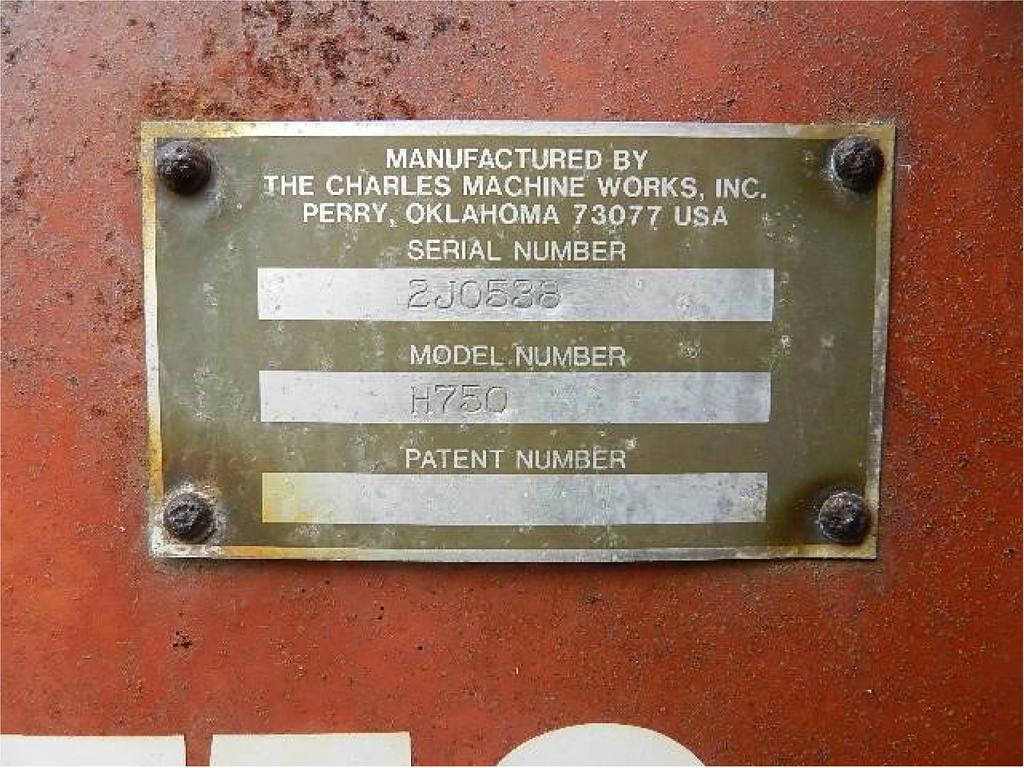 MANUFACTURED BY
THE CHARLES MACHINE WORKS, INC.
PERRY, OKLAHOMA 73077 USA
SERIAL NUMBER
2J0538
MODEL NUMBER
H750
PATENT NUMBER